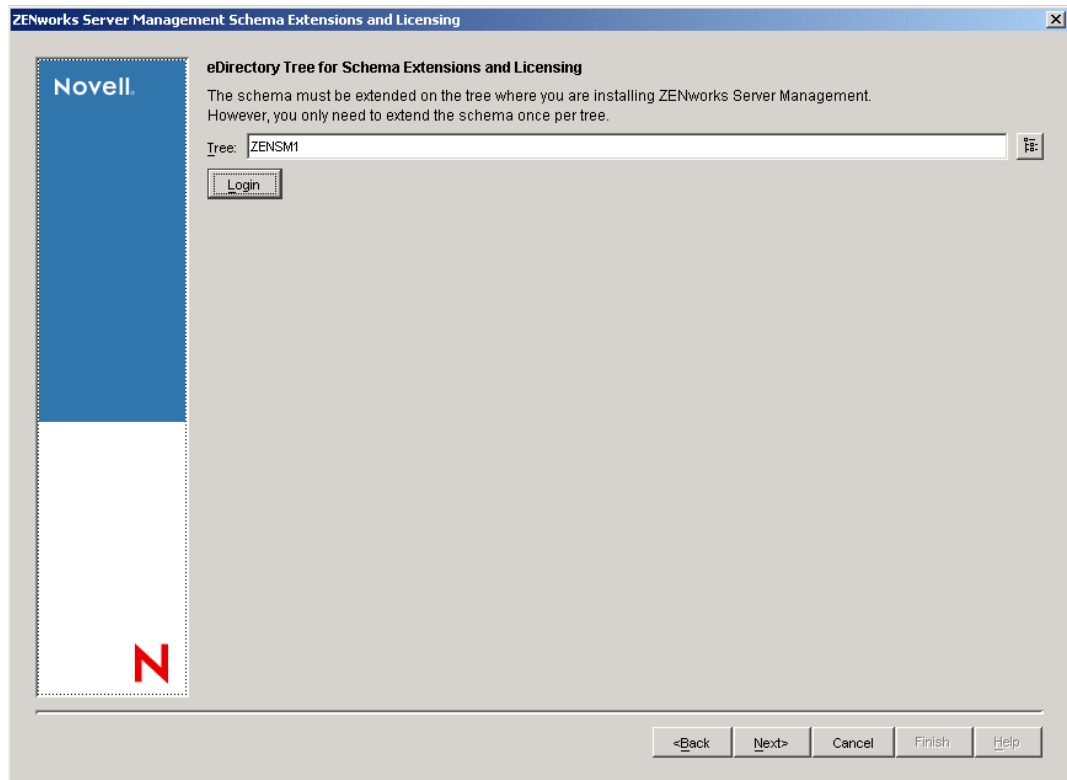 ZENworks Server Management Schema Extensions and Licensing
Novell.
eDirectory Tree for Schema Extensions and Licensing
The schema must be extended on the tree where you are installing ZENworks Server Management.
However, you only need to extend the schema once per tree.
Tree: ZENSM1
Login
N
<Back Next> Cancel Finish Help